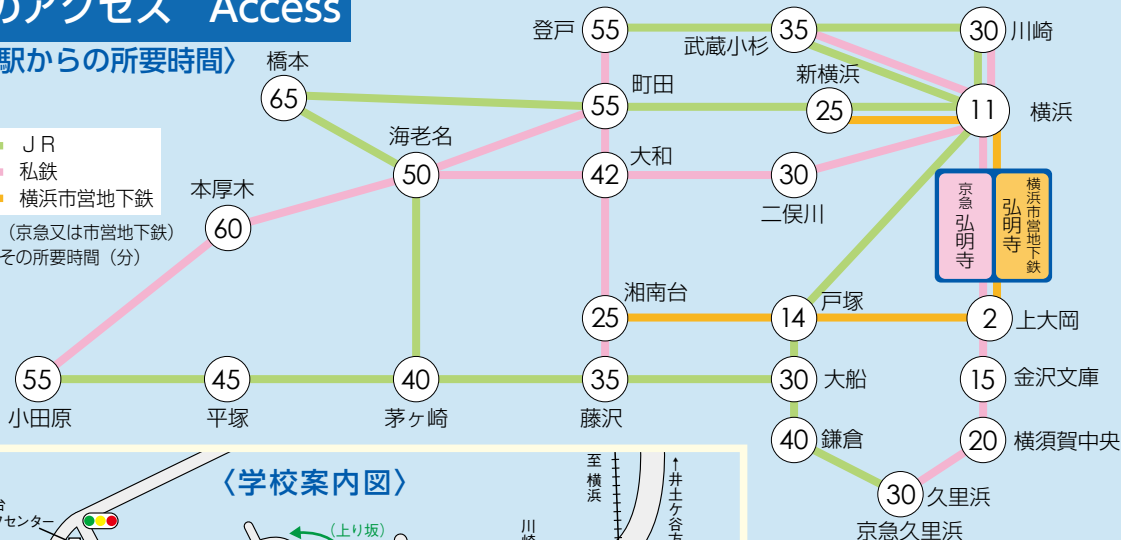 のアクセス Access
駅からの所要時間〉
JR
私鉄
横浜市営地下鉄
(京急又は市営地下鉄)
その所要時間(分)
登戸 55
35 武蔵小杉
30 川崎
橋本
65
55 町田
新横浜
25
11 横浜
海老名
50
42 大和
30
二俣川
本厚木
60
京急 弘明寺
横浜市営地下鉄 弘明寺
湘南台
25
戸塚
14
2 上大岡
55
小田原
45
平塚
40
茅ヶ崎
35
藤沢
30 大船
15 金沢文庫
40 鎌倉
20 横須賀中央
30 久里浜
京急久里浜
〈学校案内図〉
至 横浜
↑井土ケ谷方
台
センター
(上り坂)
川崎